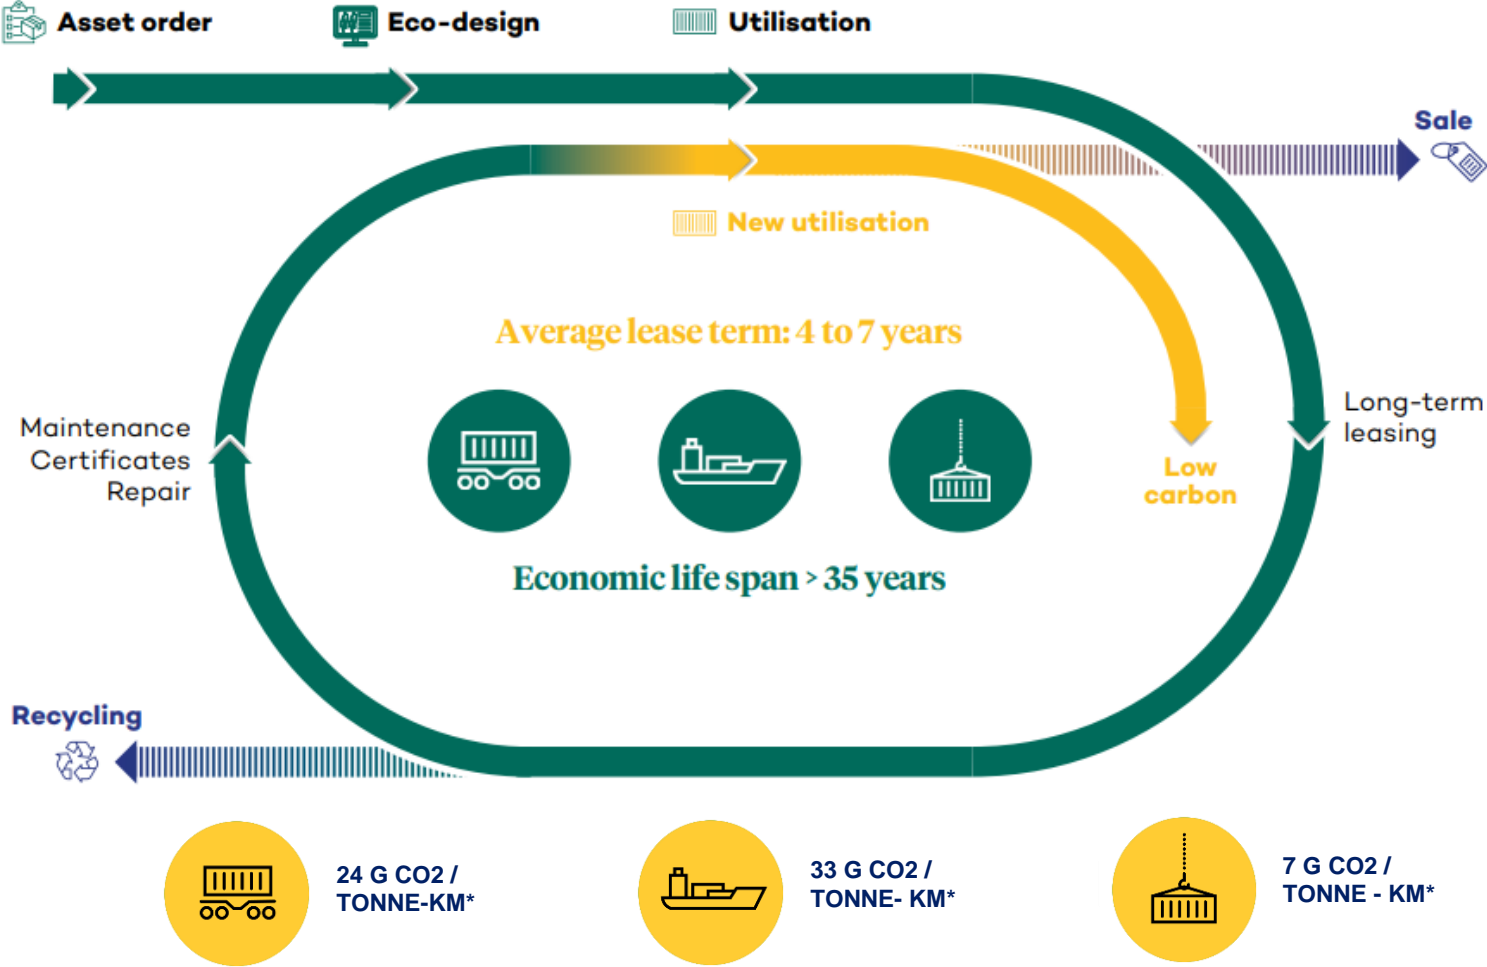 Asset order
Eco-design
Utilisation
Sale
New utilisation
Average lease term: 4 to 7 years
Long-term
leasing
Maintenance
Certificates
Repair
Low
carbon
Economic life span > 35 years
Recycling
24 G CO2 /
TONNE-KM*
33 G CO2 /
TONNE- KM*
7 G CO2 /
TONNE - KM*